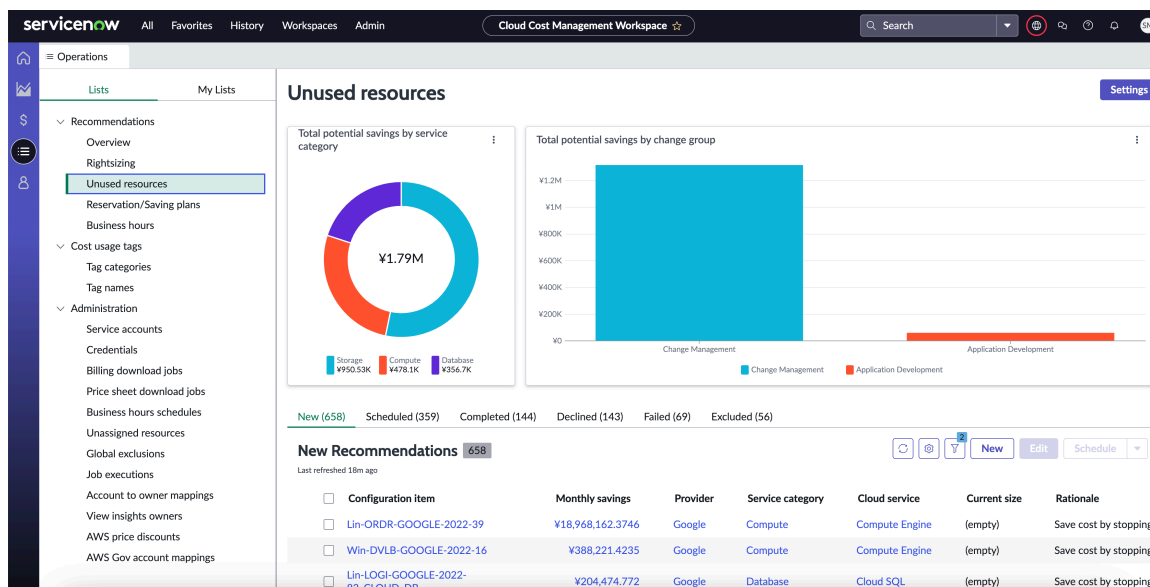 servicenow All Favorites History Workspaces Admin Cloud Cost Management Workspace Search SN
Operations
Lists My Lists
Recommendations
Overview
Rightsizing
Unused resources
Reservation/Saving plans
Business hours
Cost usage tags
Tag categories
Tag names
Administration
Service accounts
Credentials
Billing download jobs
Price sheet download jobs
Business hours schedules
Unassigned resources
Global exclusions
Job executions
Account to owner mappings
View insights owners
AWS price discounts
AWS Gov account mappings
Unused resources Settings
Total potential savings by service
category
¥1.79M
Storage Compute Database
¥950.53K ¥478.1K ¥356.7K
Total potential savings by change group
¥1.2M
¥1M
¥800K
¥600K
¥400K
¥200K
¥0
Change Management Application Development
Change Management Application Development
New (658) Scheduled (359) Completed (144) Declined (143) Failed (69) Excluded (56)
New Recommendations 658 2 New Edit Schedule
Last refreshed 18m ago
Configuration item Monthly savings Provider Service category Cloud service Current size Rationale
Lin-ORDR-GOOGLE-2022-39 ¥18,968,162.3746 Google Compute Compute Engine (empty) Save cost by stopping
Win-DVLB-GOOGLE-2022-16 ¥388,221.4235 Google Compute Compute Engine (empty) Save cost by stopping
Lin-LOGI-GOOGLE-2022-
¥204,474.772 Google Database Cloud SQL (empty) Save cost by stopping